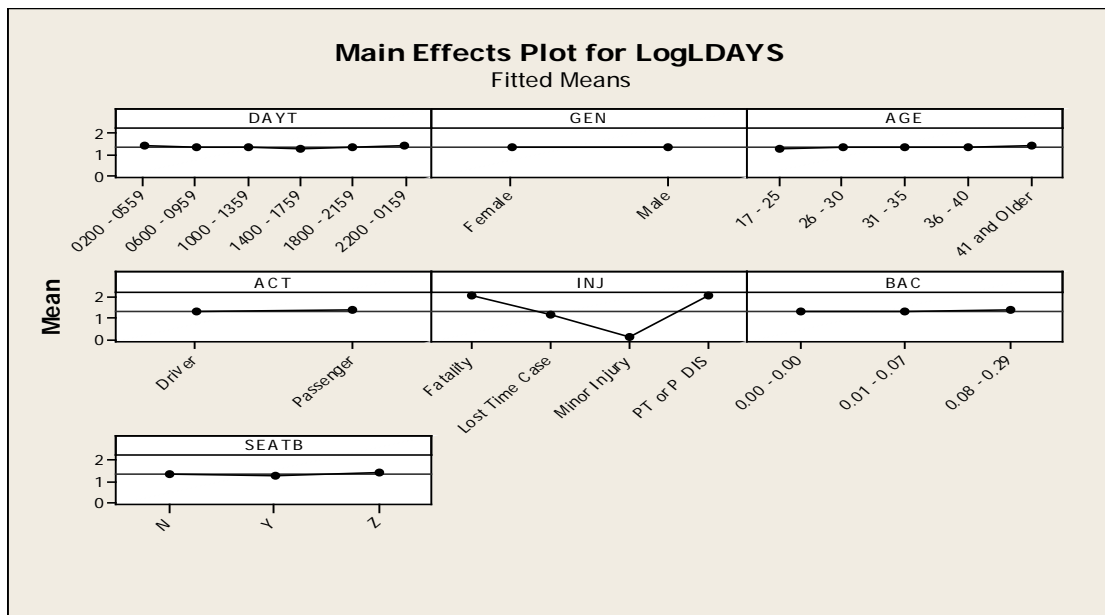 Main Effects Plot for LogLDAYS
Fitted Means
DAYT GEN AGE
2
1
0
0200 - 0559 0600 - 0959 1000 - 1359 1400 - 1759 1800 - 2159 2200 - 0159 Female Male 17 - 25 26 - 30 31 - 35 36 - 40 41 and Older
Mean
ACT INJ BAC
2
1
0
Driver Passenger Fatality Lost Time Case Minor Injury PT or P DIS 0.00 - 0.00 0.01 - 0.07 0.08 - 0.29
SEATB
2
1
0
N Y Z